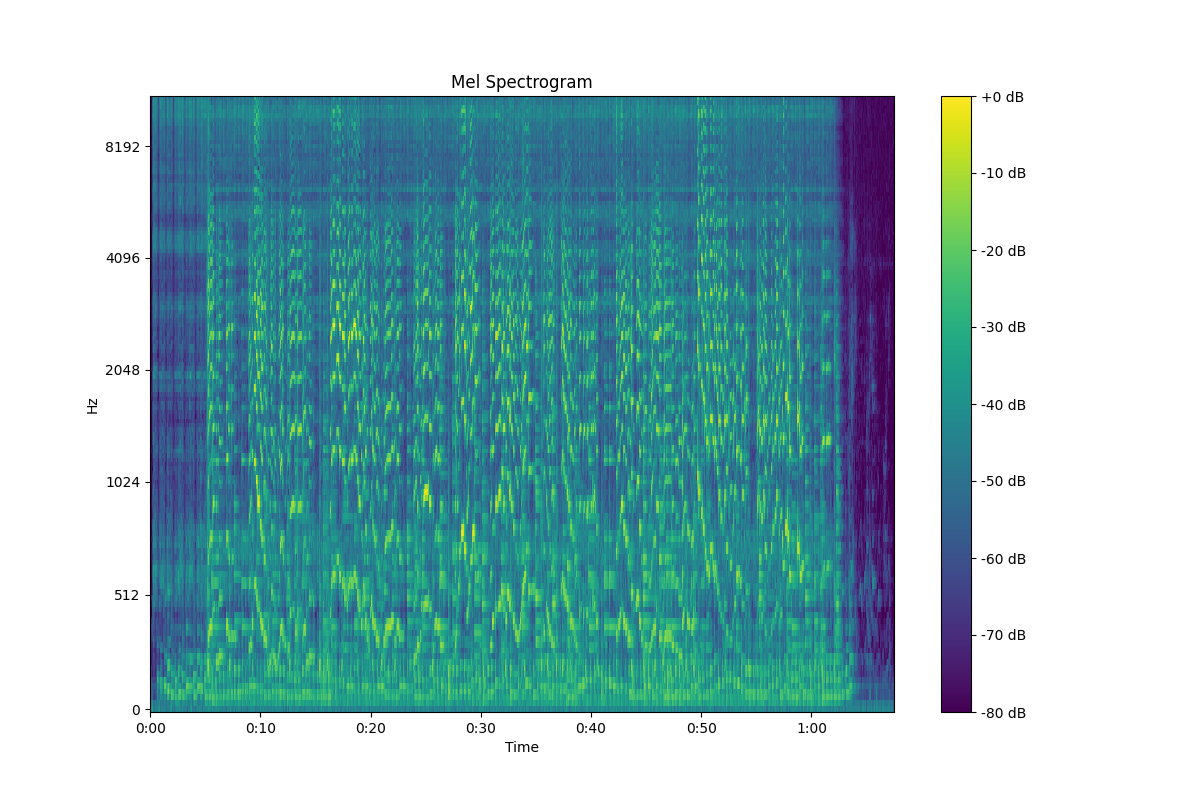 Mel Spectrogram
Hz
8192
4096
2048
1024
512
0
0:00 0:10 0:20 0:30 0:40 0:50 1:00
Time
+0 dB
-10 dB
-20 dB
-30 dB
-40 dB
-50 dB
-60 dB
-70 dB
-80 dB